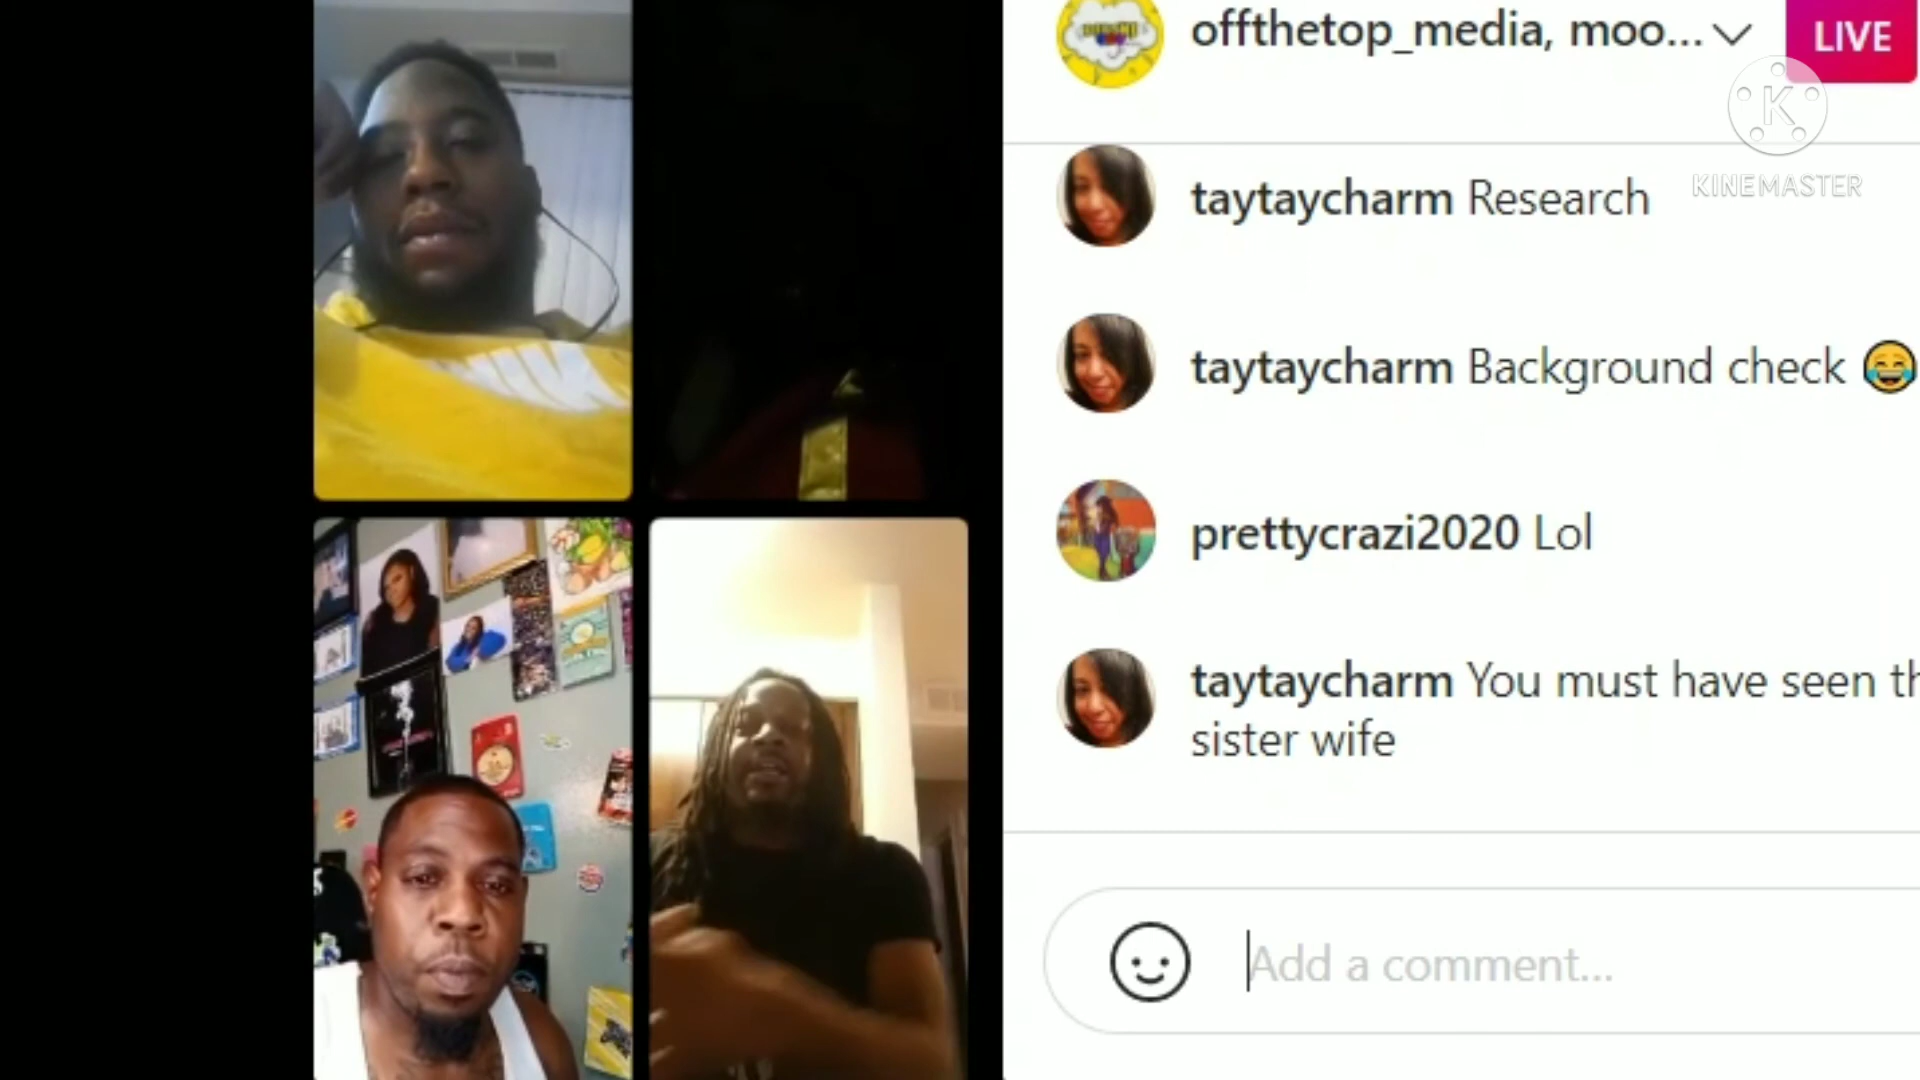 offthetop_media, moo...
LIVE
KINEMASTER
taytaycharm Research
taytaycharm Background check 😂
prettycrazi2020 Lol
taytaycharm You must have seen th
sister wife
Add a comment...